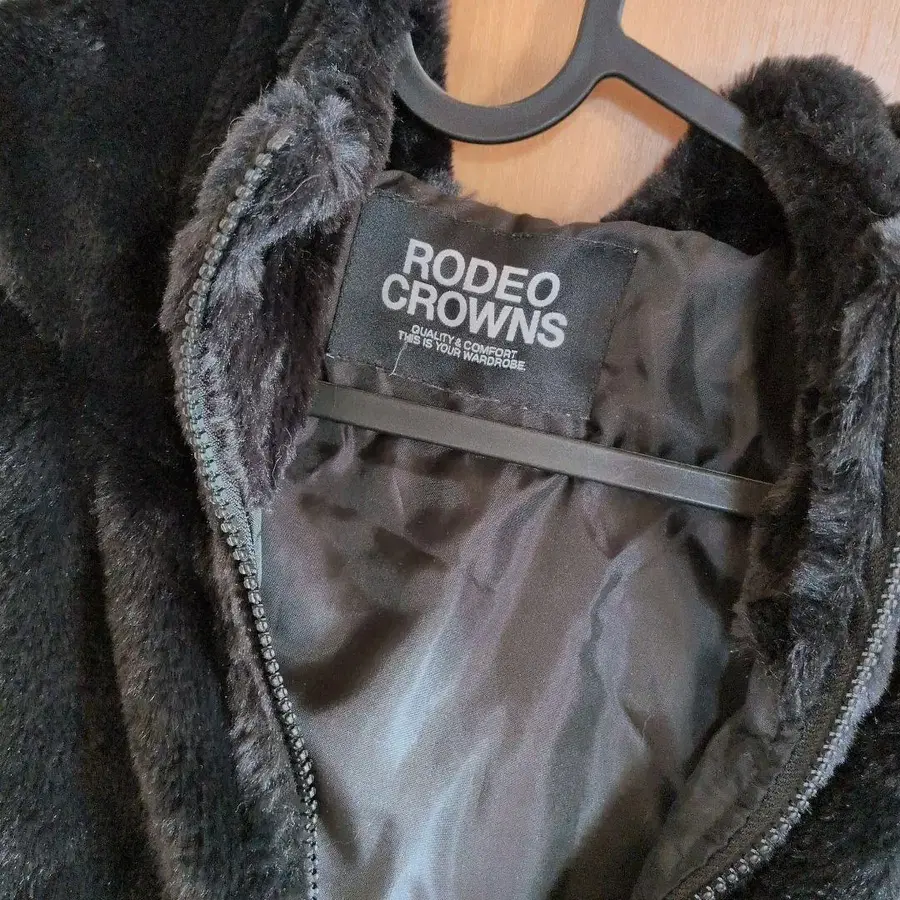 RODEO
CROWNS
QUALITY & COMFORT
THIS IS YOUR WARDROBE.